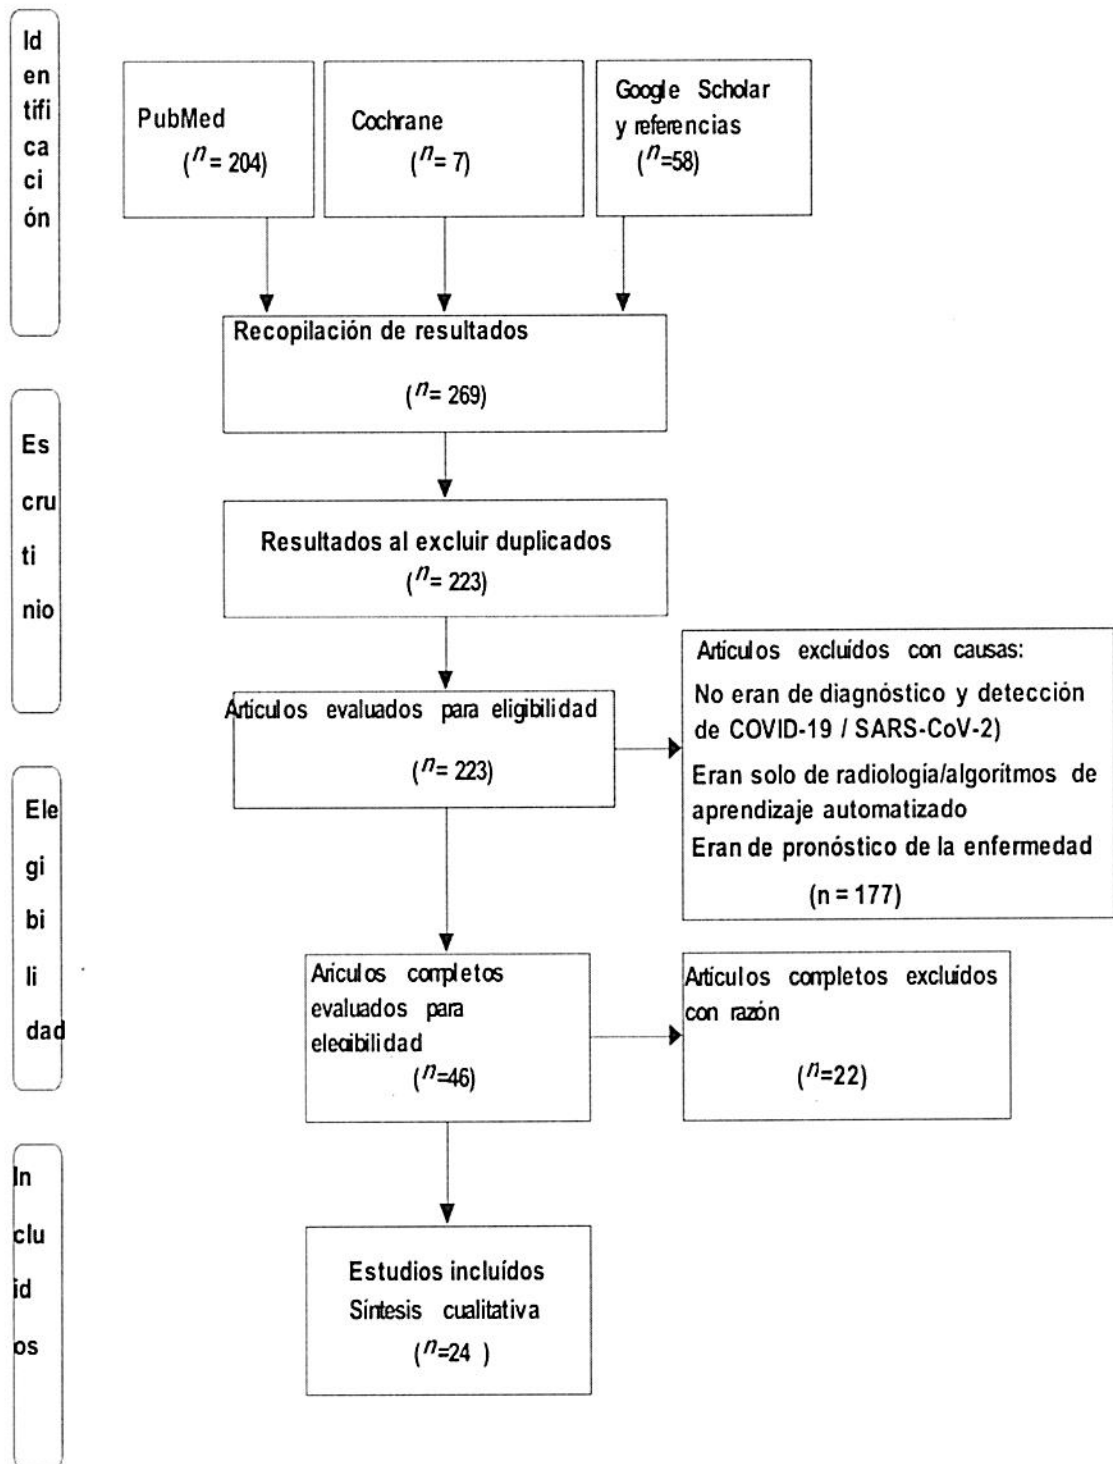 Id
en
tifi
ca
ci
ón
PubMed
(n = 204)
Cochrane
(n = 7)
Google Scholar
y referencias
(n=58)
Recopilación de resultados
(n= 269)
Es
cru
ti
nio
Resultados al excluir duplicados
(n= 223)
Artículos evaluados para eligibilidad
(n= 223)
Artículos excluídos con causas:
No eran de diagnóstico y detección
de COVID-19 / SARS-CoV-2)
Eran solo de radiología/algorítmos de
aprendizaje automatizado
Eran de pronóstico de la enfermedad
(n = 177)
Ele
gi
bi
li
dad
Arículos completos
evaluados para
elegibilidad
(n=46)
Artículos completos excluídos
con razón
(n=22)
In
clu
id
os
Estudios incluídos
Síntesis cualitativa
(n=24 )